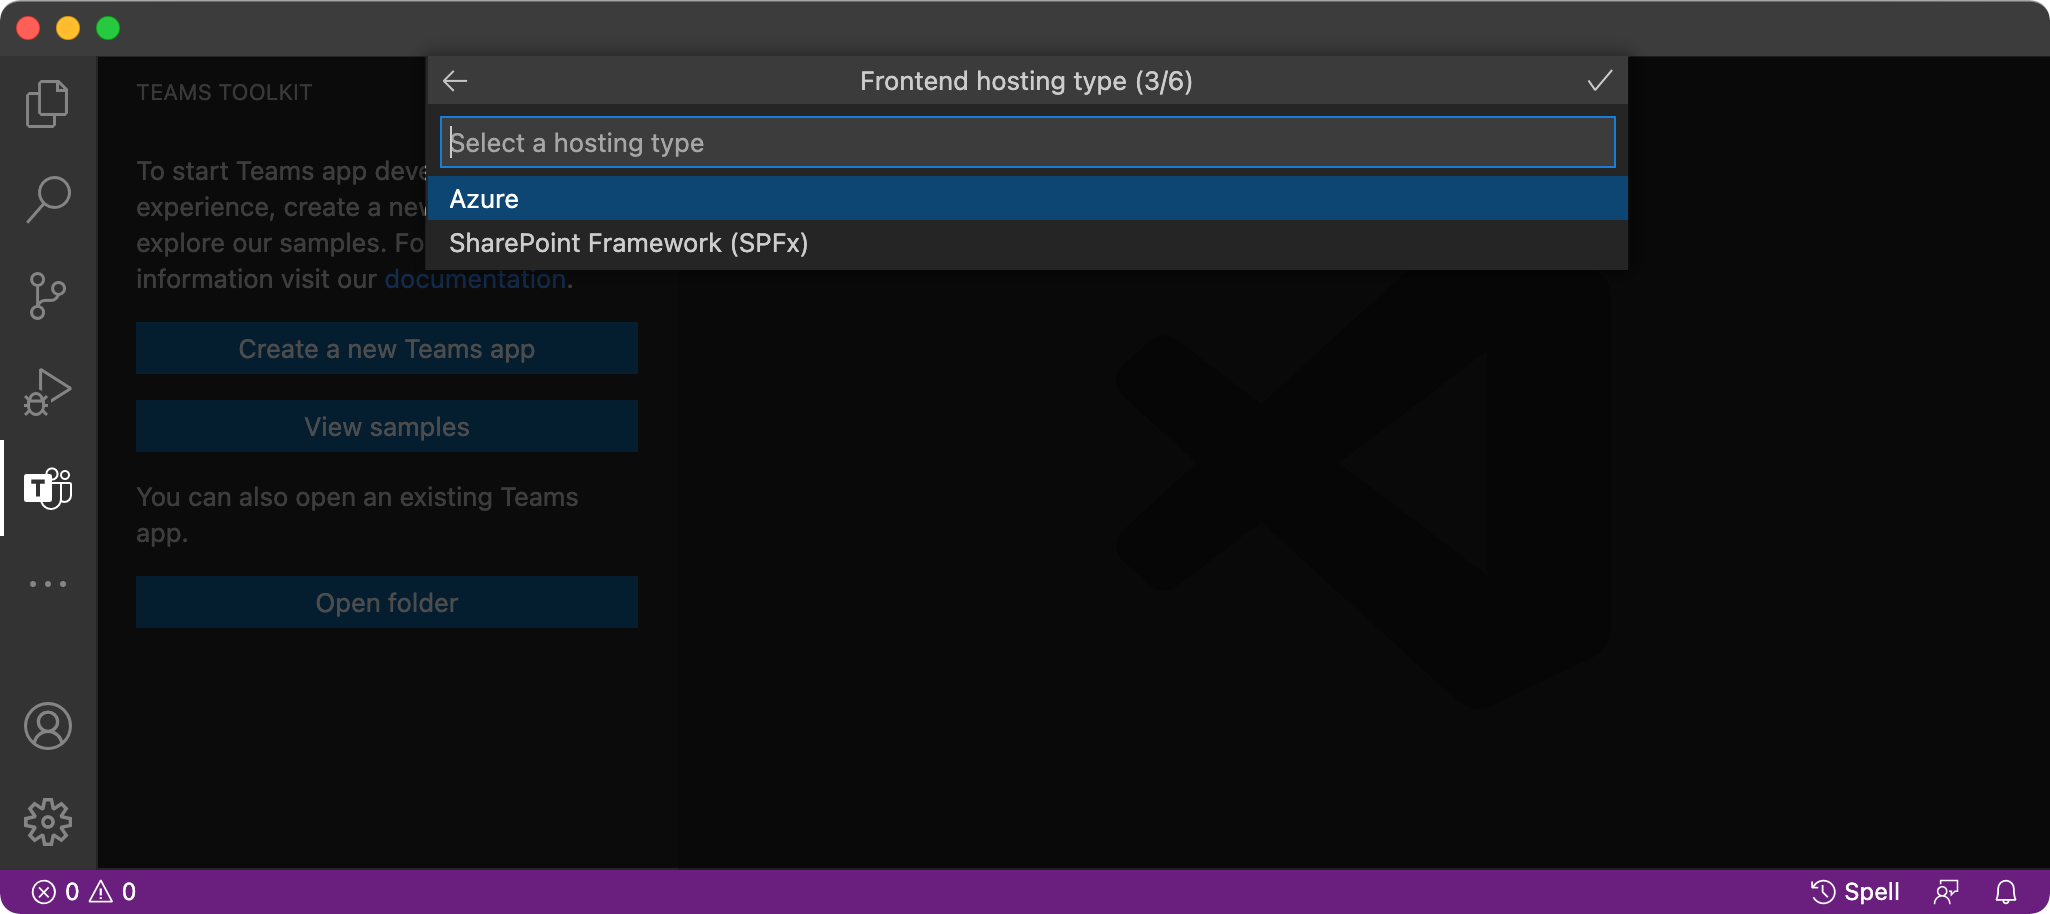 Frontend hosting type (3/6)
Select a hosting type
Azure
SharePoint Framework (SPFx)
TEAMS TOOLKIT
To start Teams app deve
experience, create a new
explore our samples. Fo
information visit our documentation.
Create a new Teams app
View samples
You can also open an existing Teams
app.
Open folder
T
0 0
Spell